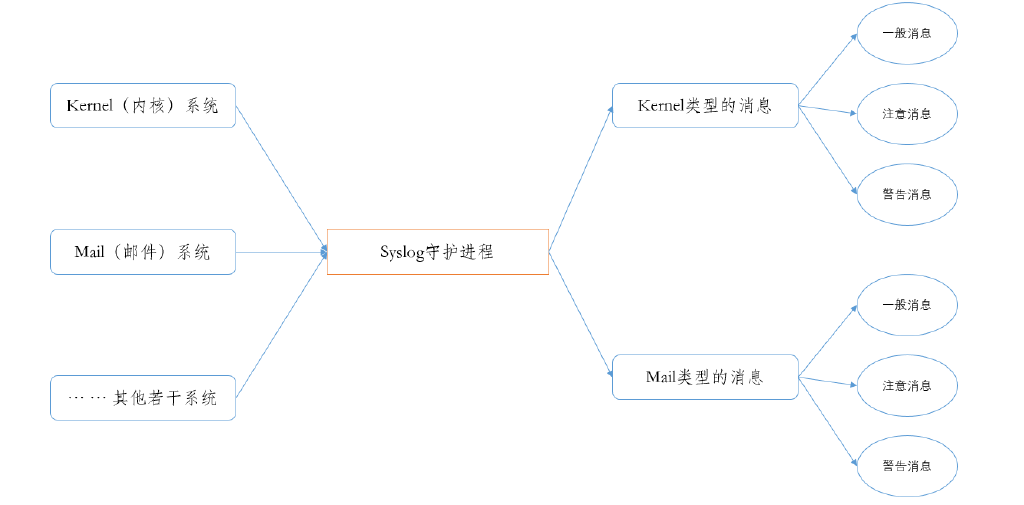 Kernel（内核）系统
Mail（邮件）系统
… … 其他若干系统
Syslog守护进程
Kernel类型的消息
一般消息
注意消息
警告消息
Mail类型的消息
一般消息
注意消息
警告消息